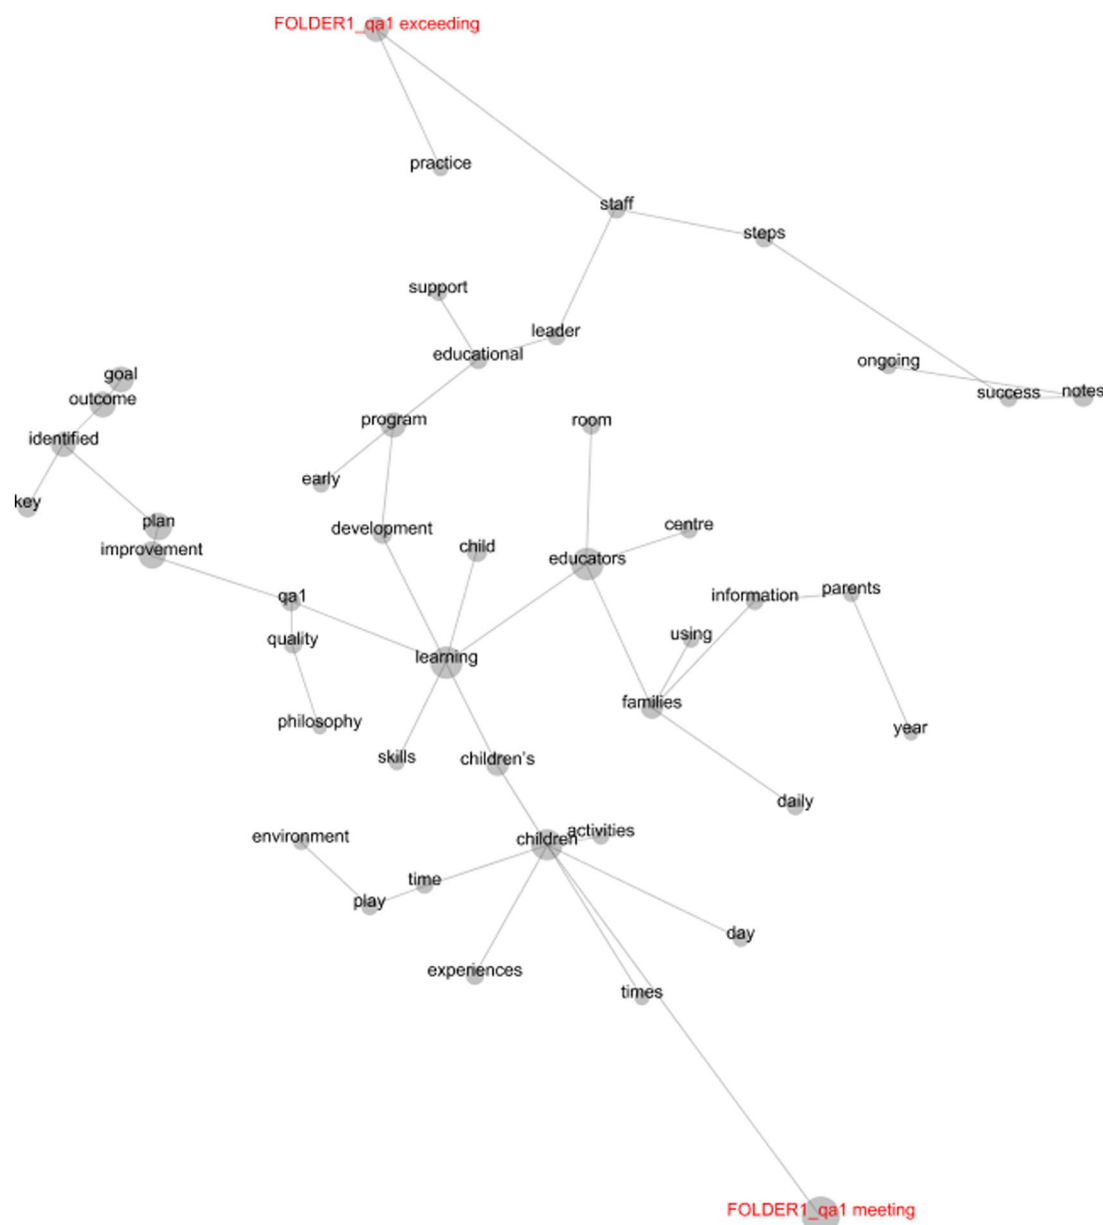 FOLDER1_qa1 exceeding
practice
staff
steps
support
leader
educational
ongoing
goal
success
notes
outcome
program
room
identified
early
key
plan
development
centre
improvement
child
educators
qa1
information
parents
quality
using
learning
families
philosophy
year
skills
children's
daily
environment
children
activities
time
play
day
experiences
times
FOLDER1_qa1 meeting